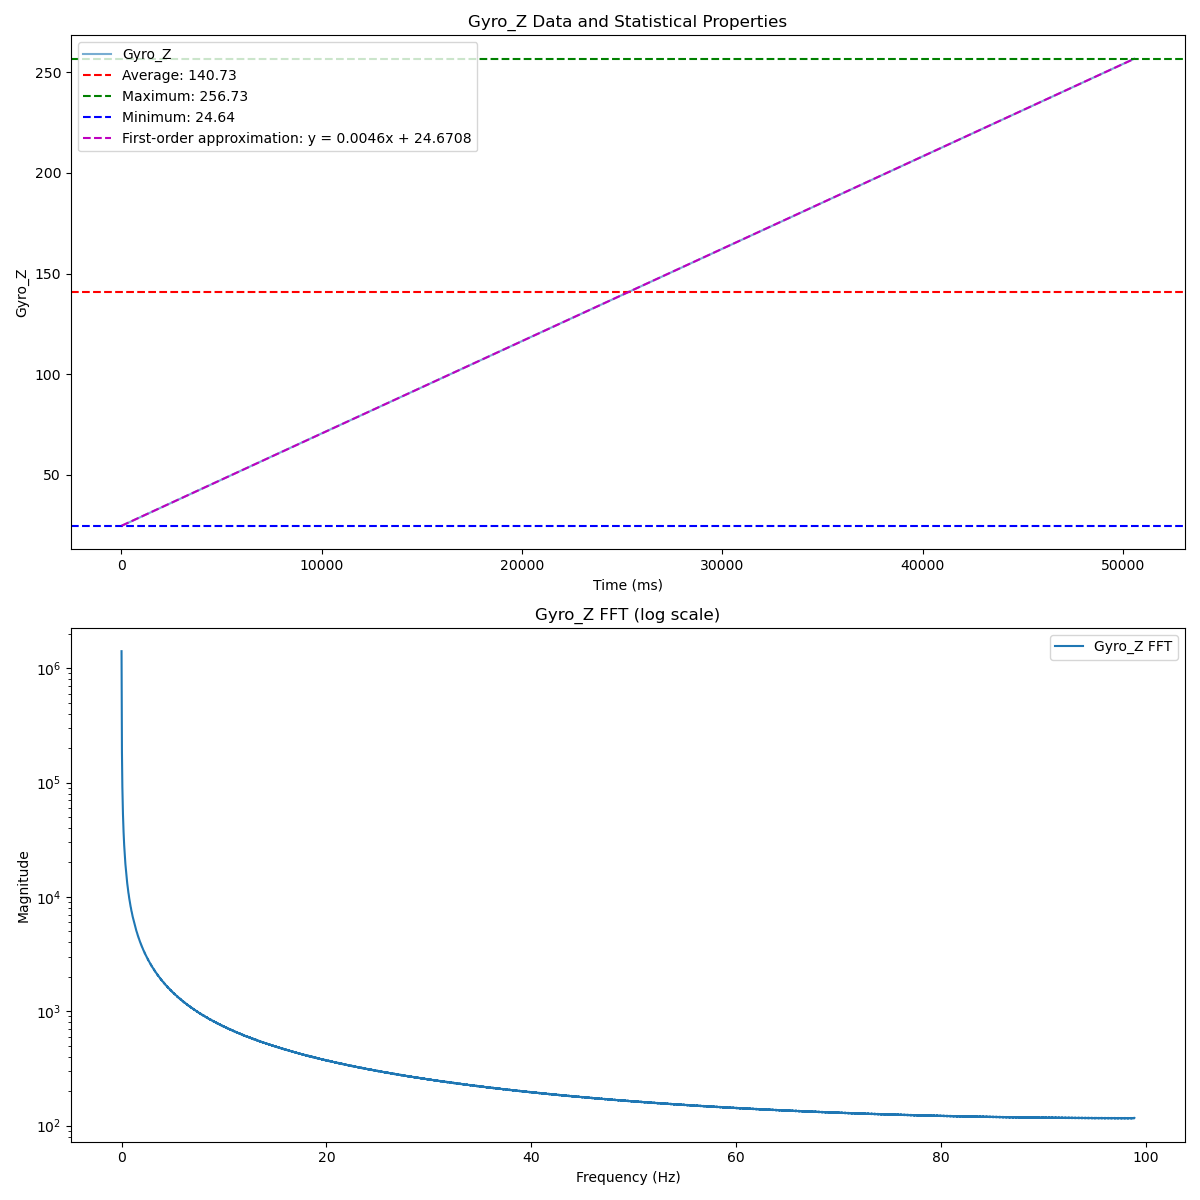 Gyro_Z Data and Statistical Properties
Gyro_Z
Average: 140.73
Maximum: 256.73
Minimum: 24.64
First-order approximation: y = 0.0046x + 24.6708
250
200
150
100
50
Gyro_Z
0 10000 20000 30000 40000 50000
Time (ms)
Gyro_Z FFT (log scale)
Gyro_Z FFT
10⁶
10⁵
10⁴
10³
10²
Magnitude
0 20 40 60 80 100
Frequency (Hz)